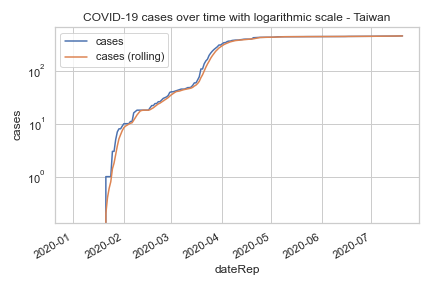 COVID-19 cases over time with logarithmic scale - Taiwan
cases
cases (rolling)
10²
10¹
10⁰
cases
2020-01
2020-02
2020-03
2020-04
2020-05
2020-06
2020-07
dateRep